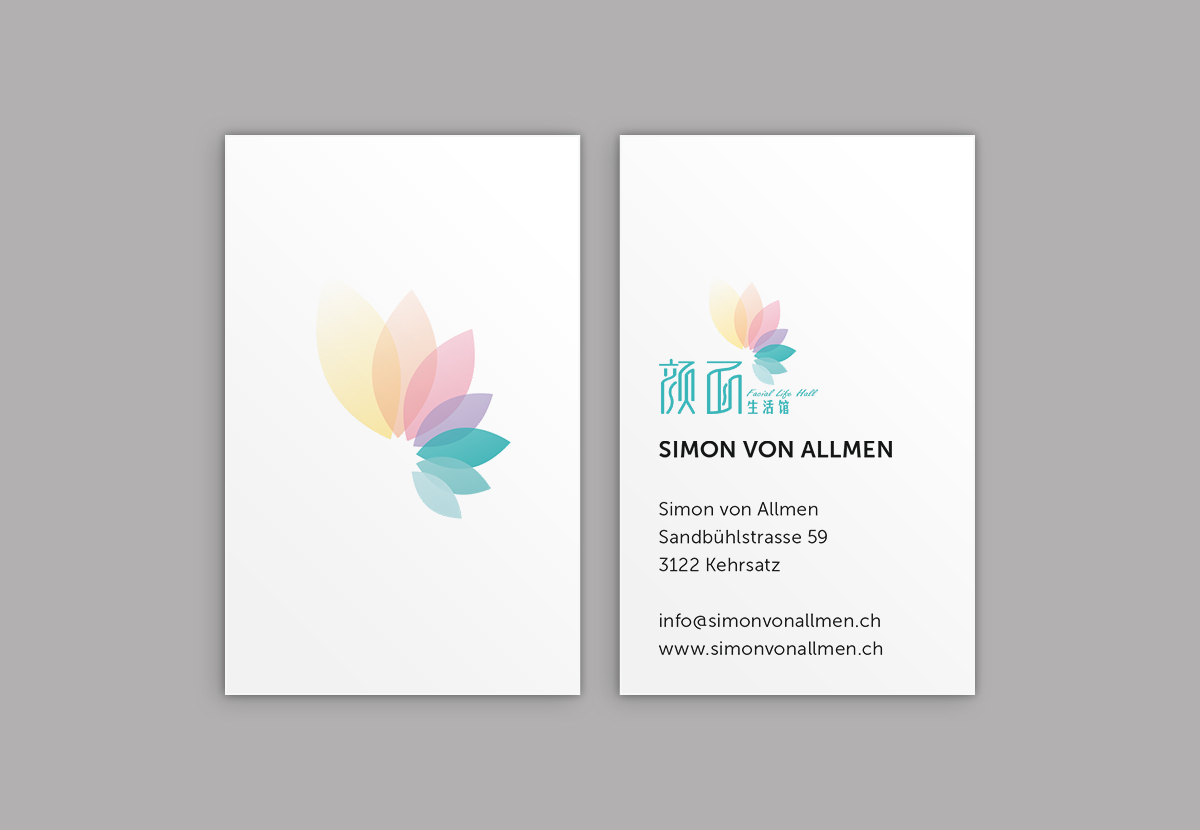 颜面
Facial Life Hall
生活馆
SIMON VON ALLMEN
Simon von Allmen
Sandbühlstrasse 59
3122 Kehrsatz
info@simonvonallmen.ch
www.simonvonallmen.ch